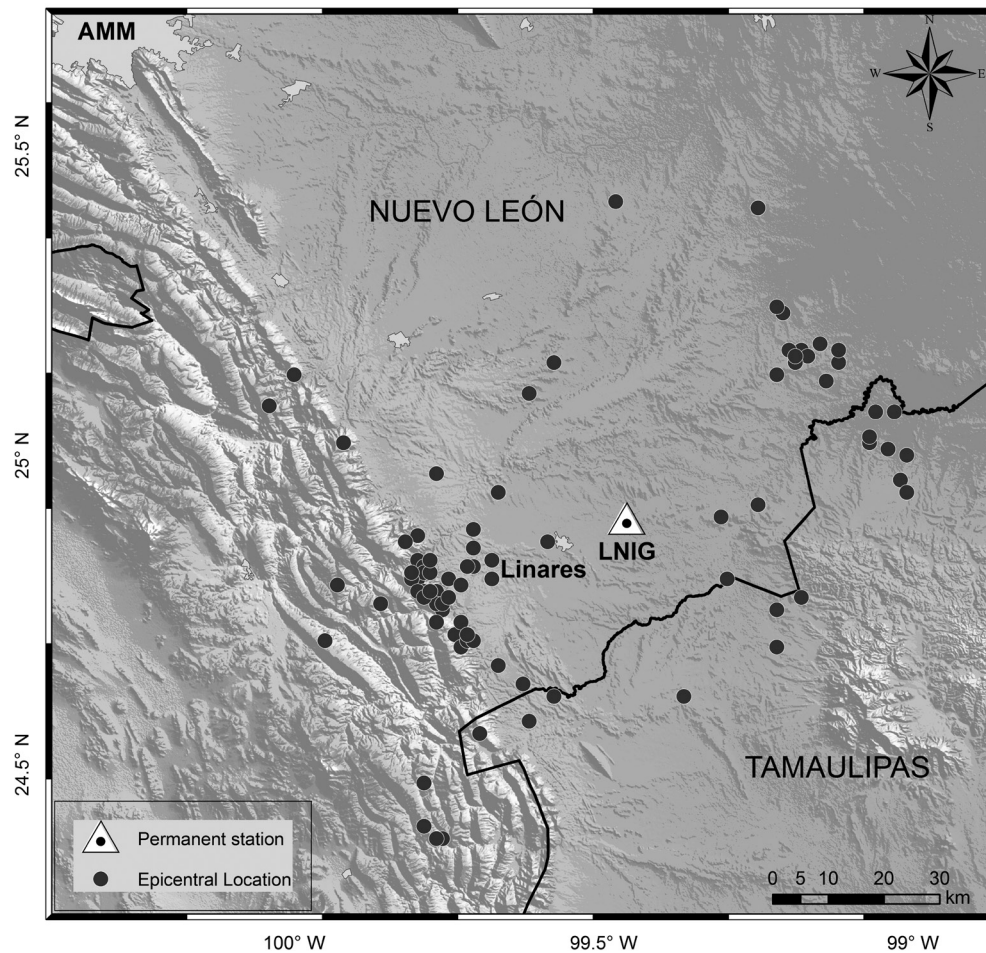 AMM
N
W
E
S
25.5° N
NUEVO LEÓN
25° N
LNIG
Linares
24.5° N
TAMAULIPAS
Permanent station
Epicentral Location
0 5 10 20 30
km
100° W
99.5° W
99° W